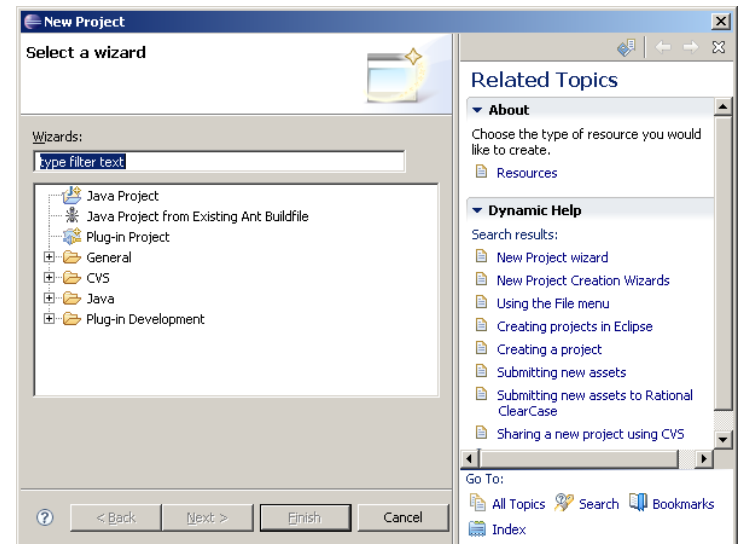 New Project
Select a wizard
Wizards:
type filter text
Java Project
Java Project from Existing Ant Buildfile
Plug-in Project
General
CVS
Java
Plug-in Development
< Back
Next >
Finish
Cancel
Related Topics
About
Choose the type of resource you would
like to create.
Resources
Dynamic Help
Search results:
New Project wizard
New Project Creation Wizards
Using the File menu
Creating projects in Eclipse
Creating a project
Submitting new assets
Submitting new assets to Rational
ClearCase
Sharing a new project using CVS
Go To:
All Topics Search Bookmarks
Index